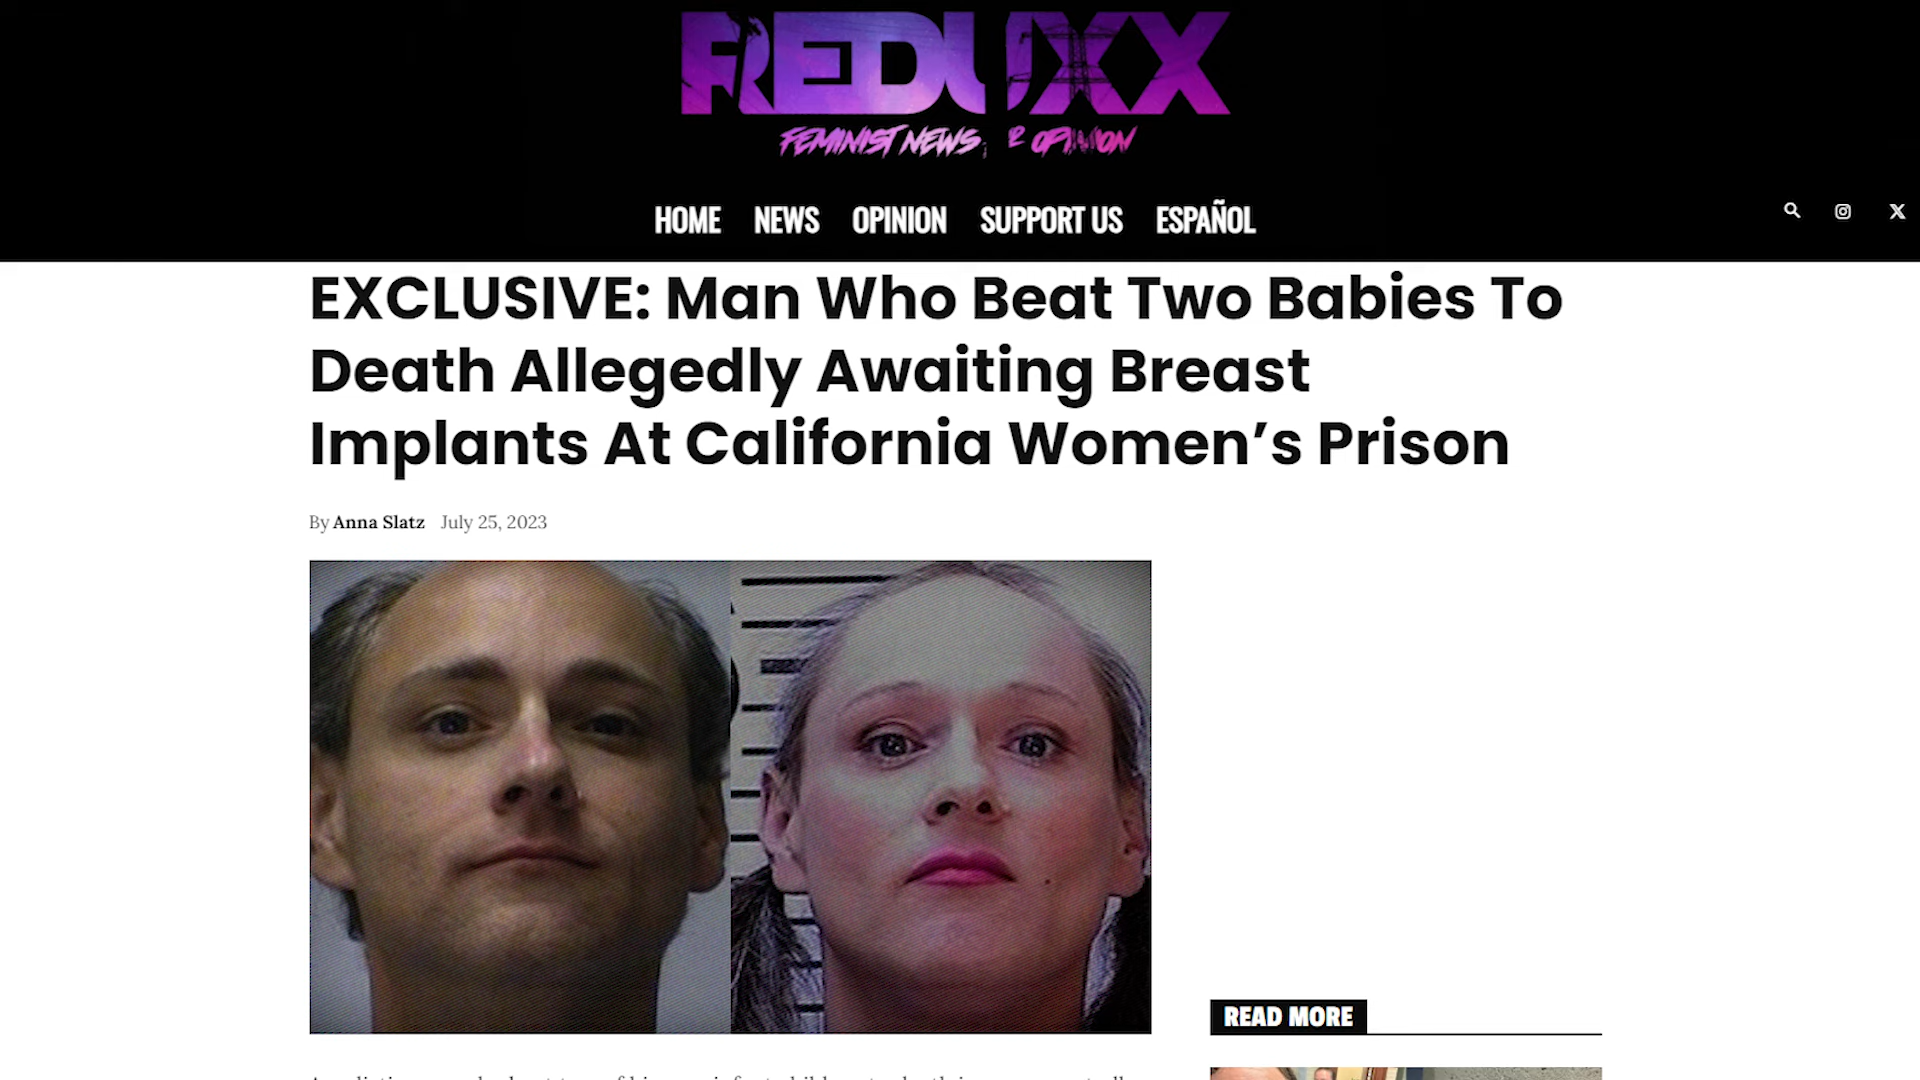 REDUXX
FEMINIST NEWS & OPINION
HOME NEWS OPINION SUPPORT US ESPAÑOL
EXCLUSIVE: Man Who Beat Two Babies To
Death Allegedly Awaiting Breast
Implants At California Women’s Prison
By Anna Slatz July 25, 2023
READ MORE